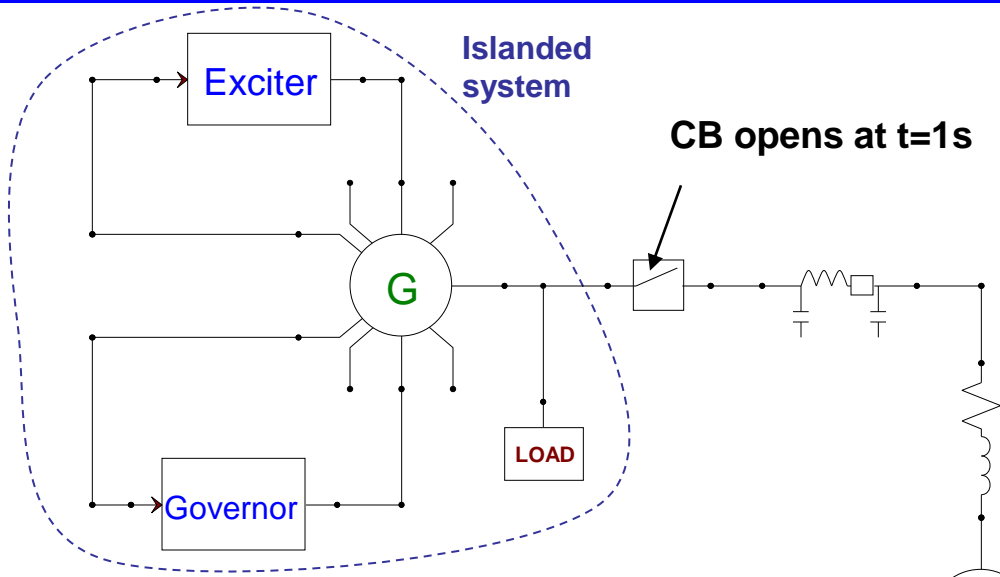 Islanded
system
Exciter
CB opens at t=1s
G
LOAD
Governor